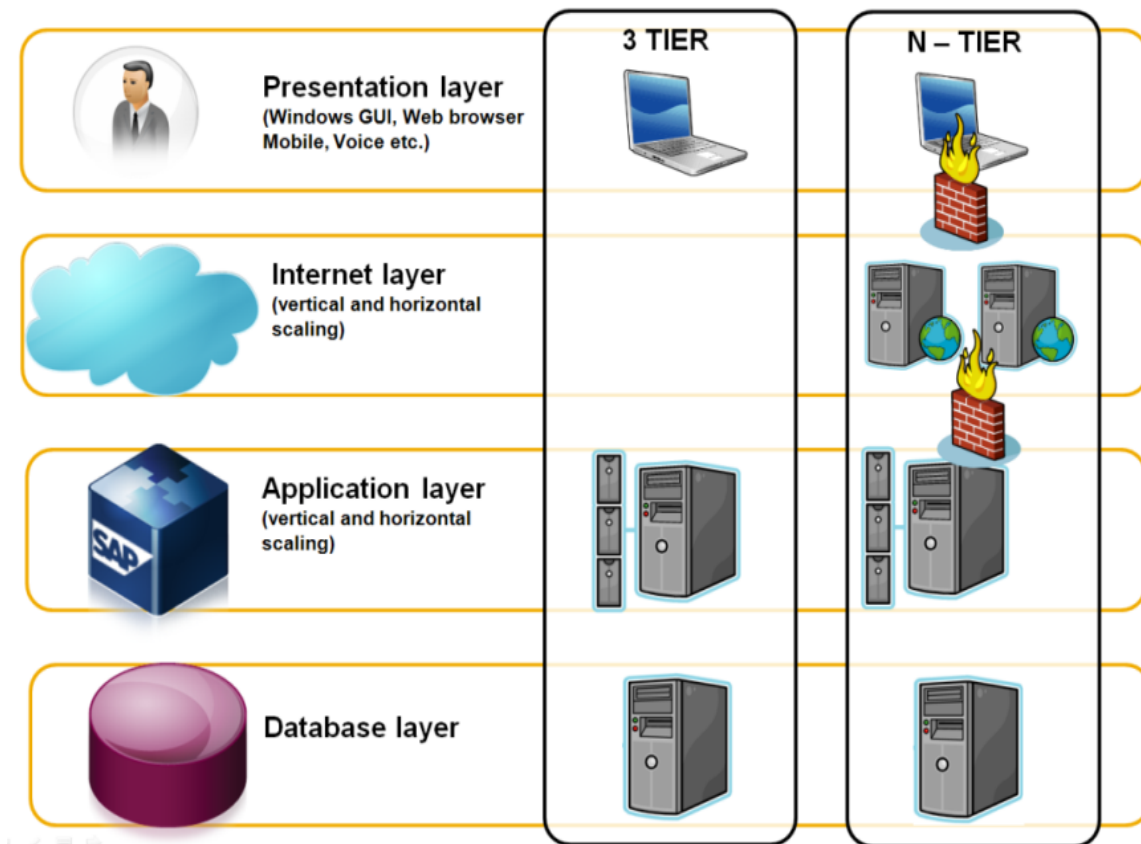 3 TIER
N – TIER
Presentation layer
(Windows GUI, Web browser
Mobile, Voice etc.)
Internet layer
(vertical and horizontal
scaling)
Application layer
(vertical and horizontal
scaling)
SAP
Database layer